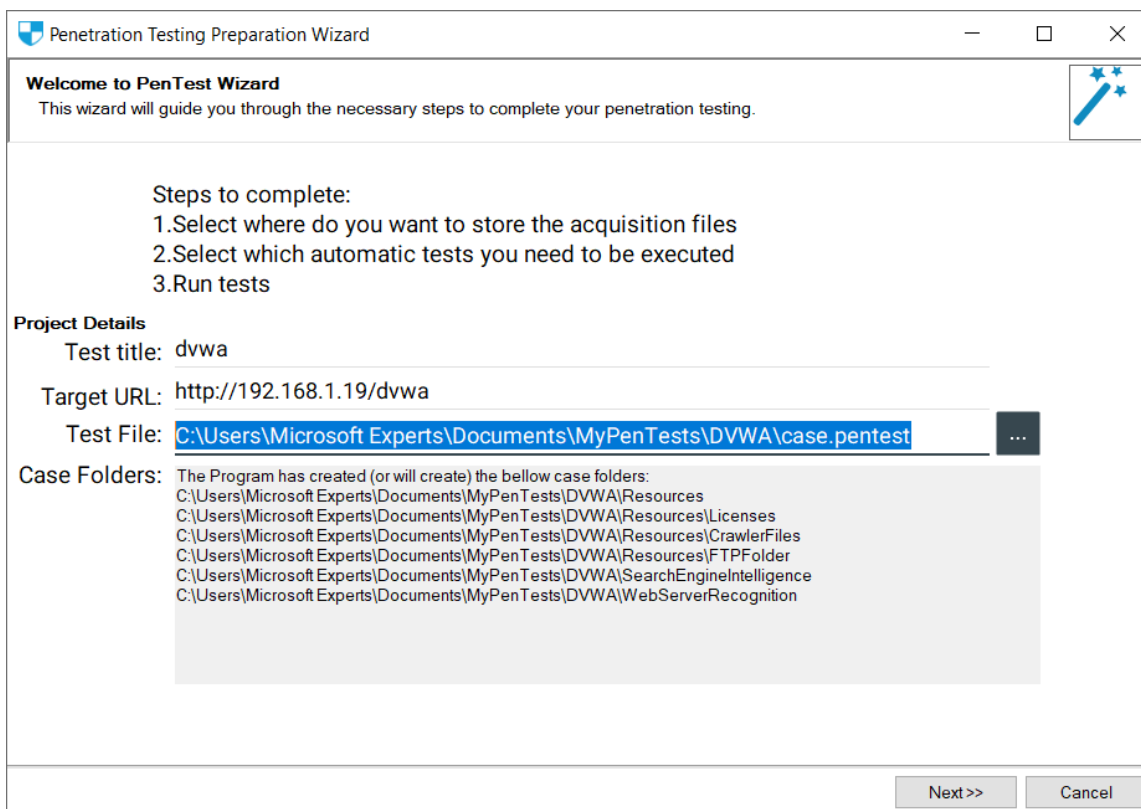 Penetration Testing Preparation Wizard
Welcome to PenTest Wizard
This wizard will guide you through the necessary steps to complete your penetration testing.
Steps to complete:
1.Select where do you want to store the acquisition files
2.Select which automatic tests you need to be executed
3.Run tests
Project Details
Test title: dvwa
Target URL: http://192.168.1.19/dvwa
Test File: C:\Users\Microsoft Experts\Documents\MyPenTests\DVWA\case.pentest ...
Case Folders: The Program has created (or will create) the bellow case folders:
C:\Users\Microsoft Experts\Documents\MyPenTests\DVWA\Resources
C:\Users\Microsoft Experts\Documents\MyPenTests\DVWA\Resources\Licenses
C:\Users\Microsoft Experts\Documents\MyPenTests\DVWA\Resources\CrawlerFiles
C:\Users\Microsoft Experts\Documents\MyPenTests\DVWA\Resources\FTPFolder
C:\Users\Microsoft Experts\Documents\MyPenTests\DVWA\SearchEngineIntelligence
C:\Users\Microsoft Experts\Documents\MyPenTests\DVWA\WebServerRecognition
Next>> Cancel